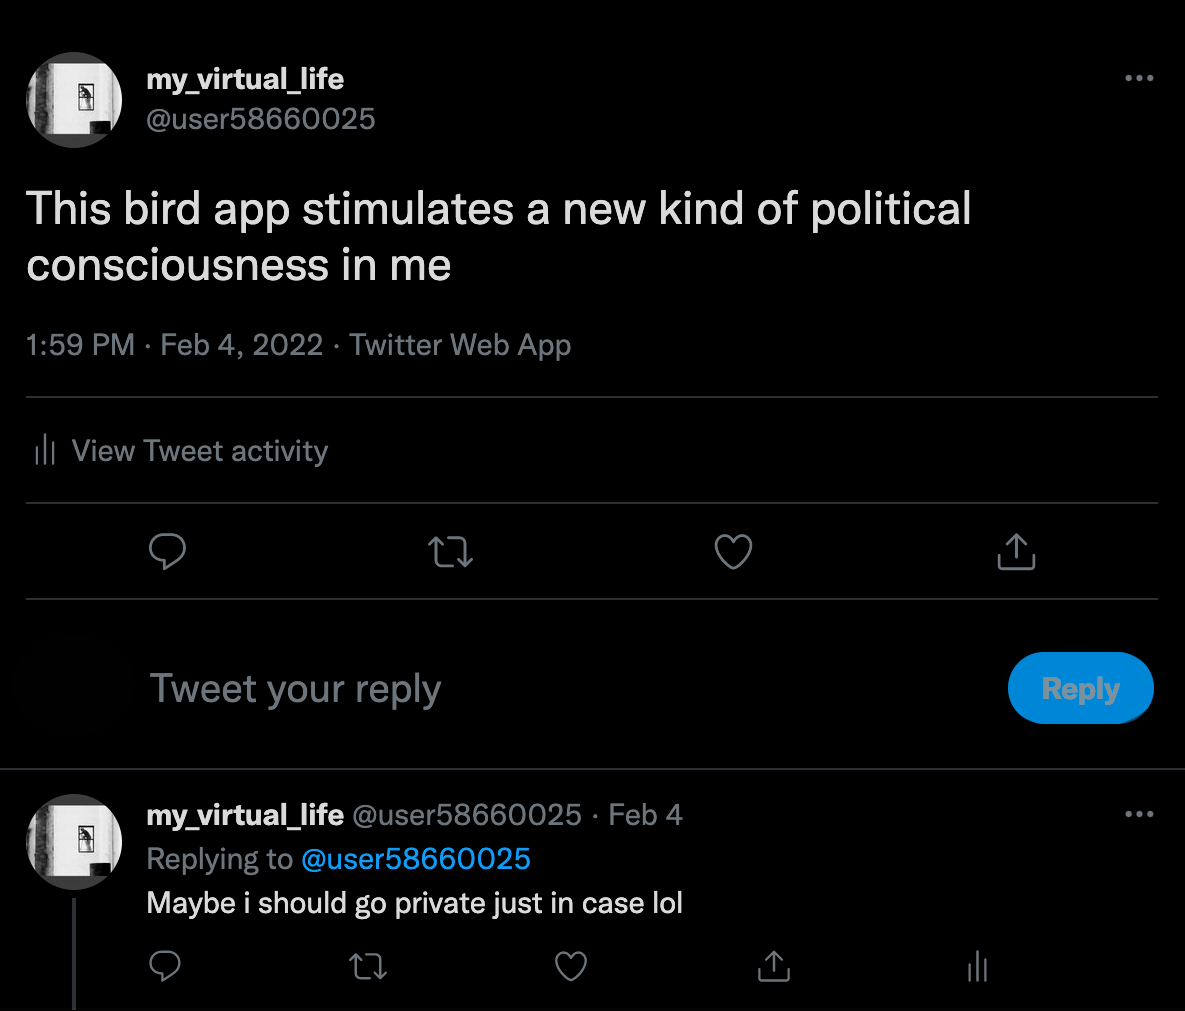 my_virtual_life
@user58660025
This bird app stimulates a new kind of political
consciousness in me
1:59 PM · Feb 4, 2022 · Twitter Web App
View Tweet activity
Tweet your reply
Reply
my_virtual_life @user58660025 · Feb 4
Replying to @user58660025
Maybe i should go private just in case lol